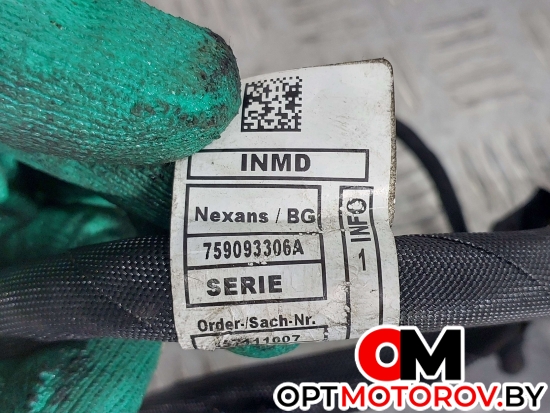 INMD
Nexans / BG
759093306A
SERIE
Order-/Sach-Nr.
1 INFO
OM
OPTMOTOROV.BY